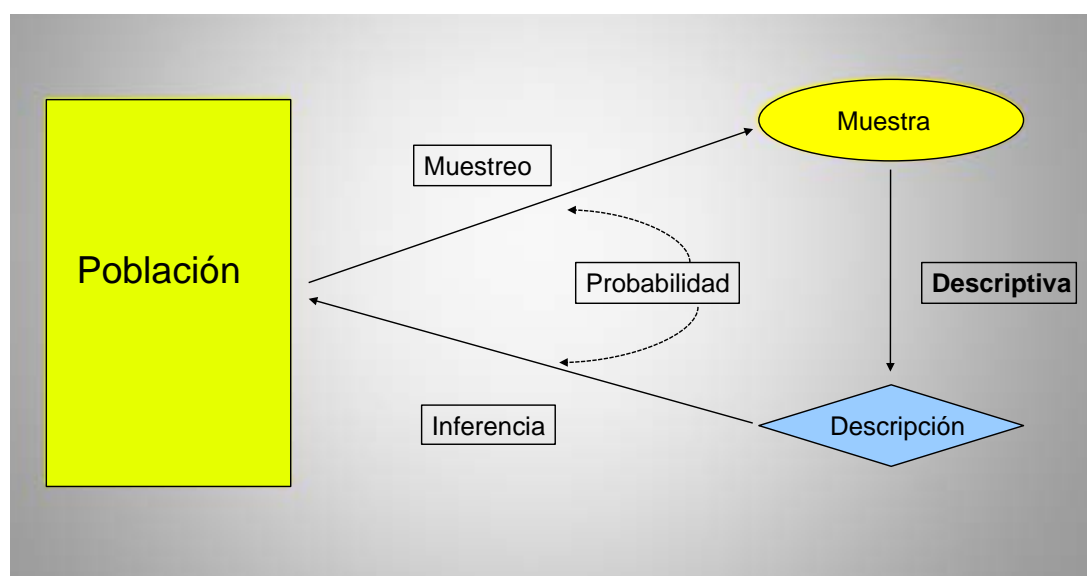 Muestra
Muestreo
Población
Probabilidad
Descriptiva
Inferencia
Descripción